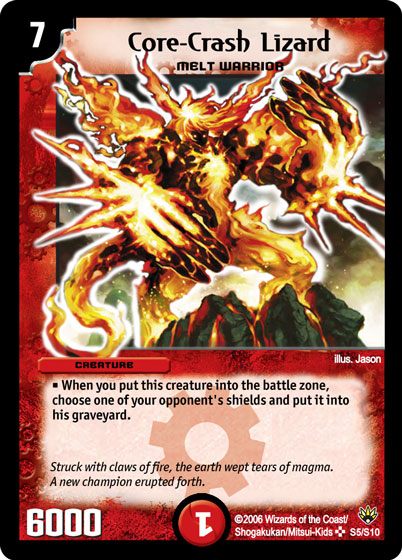 7
Core-Crash Lizard
MELT WARRIOR
illus. Jason
CREATURE
▪ When you put this creature into the battle zone,
choose one of your opponent's shields and put it into
his graveyard.
Struck with claws of fire, the earth wept tears of magma.
A new champion erupted forth.
6000
1
©2006 Wizards of the Coast/
Shogakukan/Mitsui-Kids S5/S10